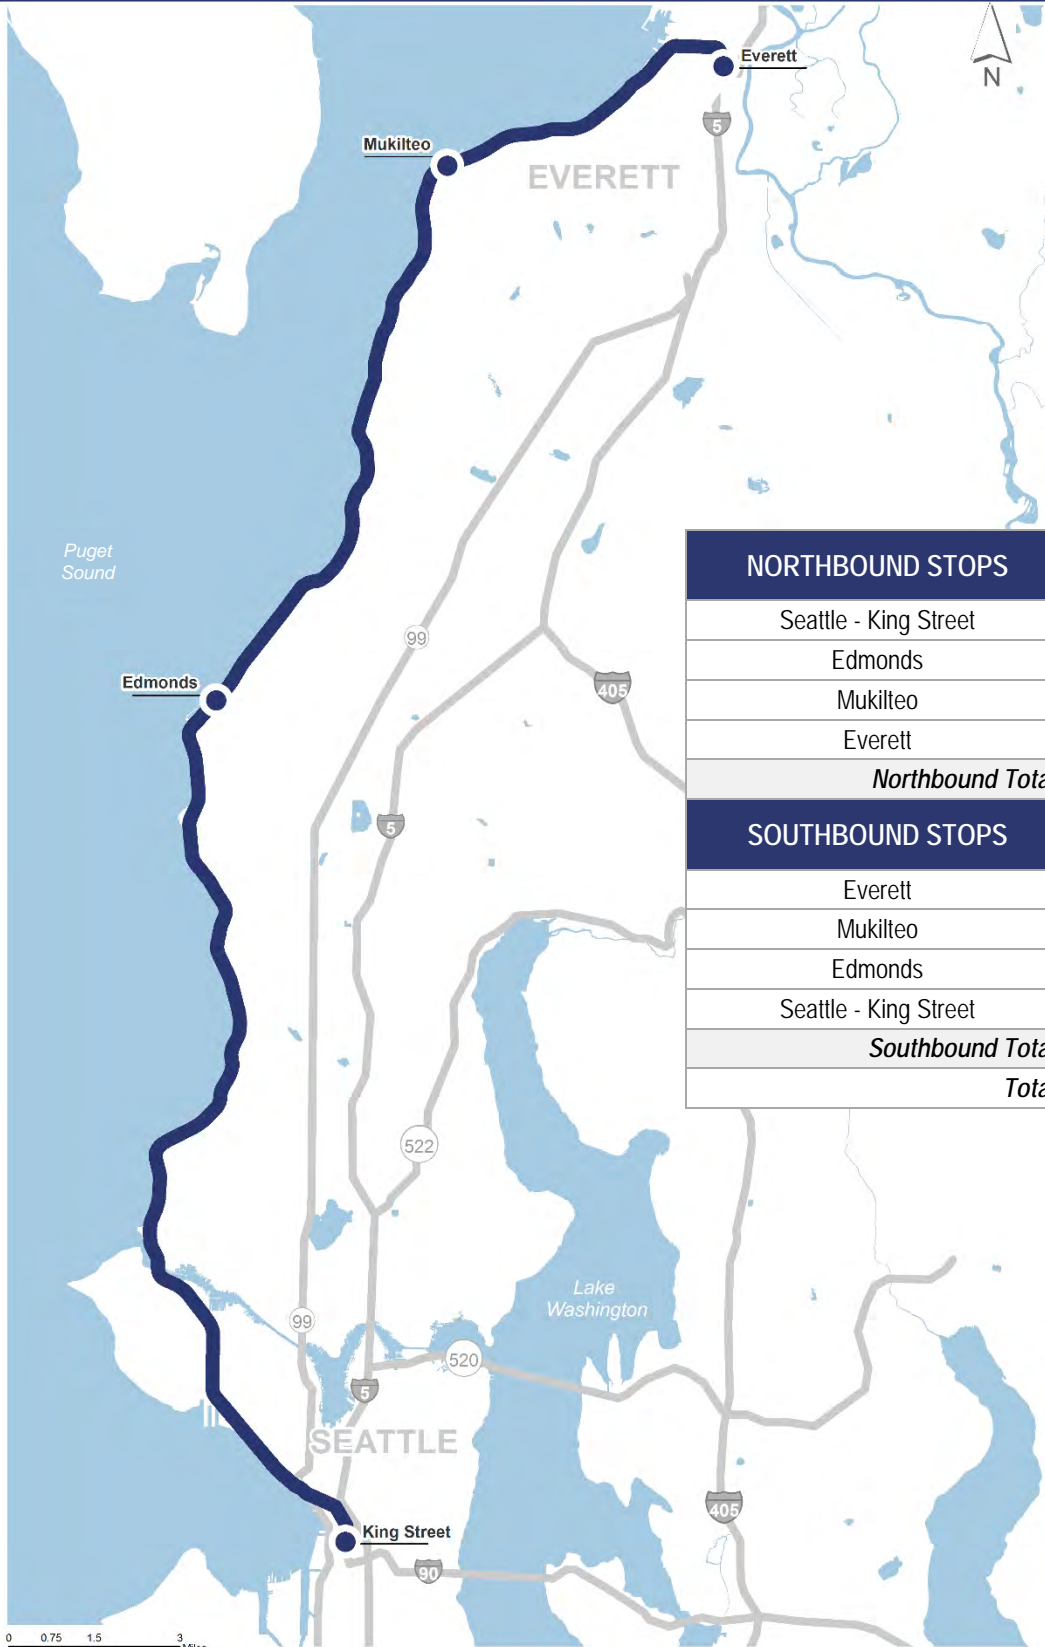 Everett
N
5
Mukilteo
EVERETT
Puget
Sound
NORTHBOUND STOPS
Seattle - King Street
Edmonds
Mukilteo
Everett
Northbound Tota
99
Edmonds
405
5
SOUTHBOUND STOPS
Everett
Mukilteo
Edmonds
Seattle - King Street
Southbound Tota
Tota
522
Lake
Washington
99
520
5
SEATTLE
405
King Street
90
0 0.75 1.5 3
Miles